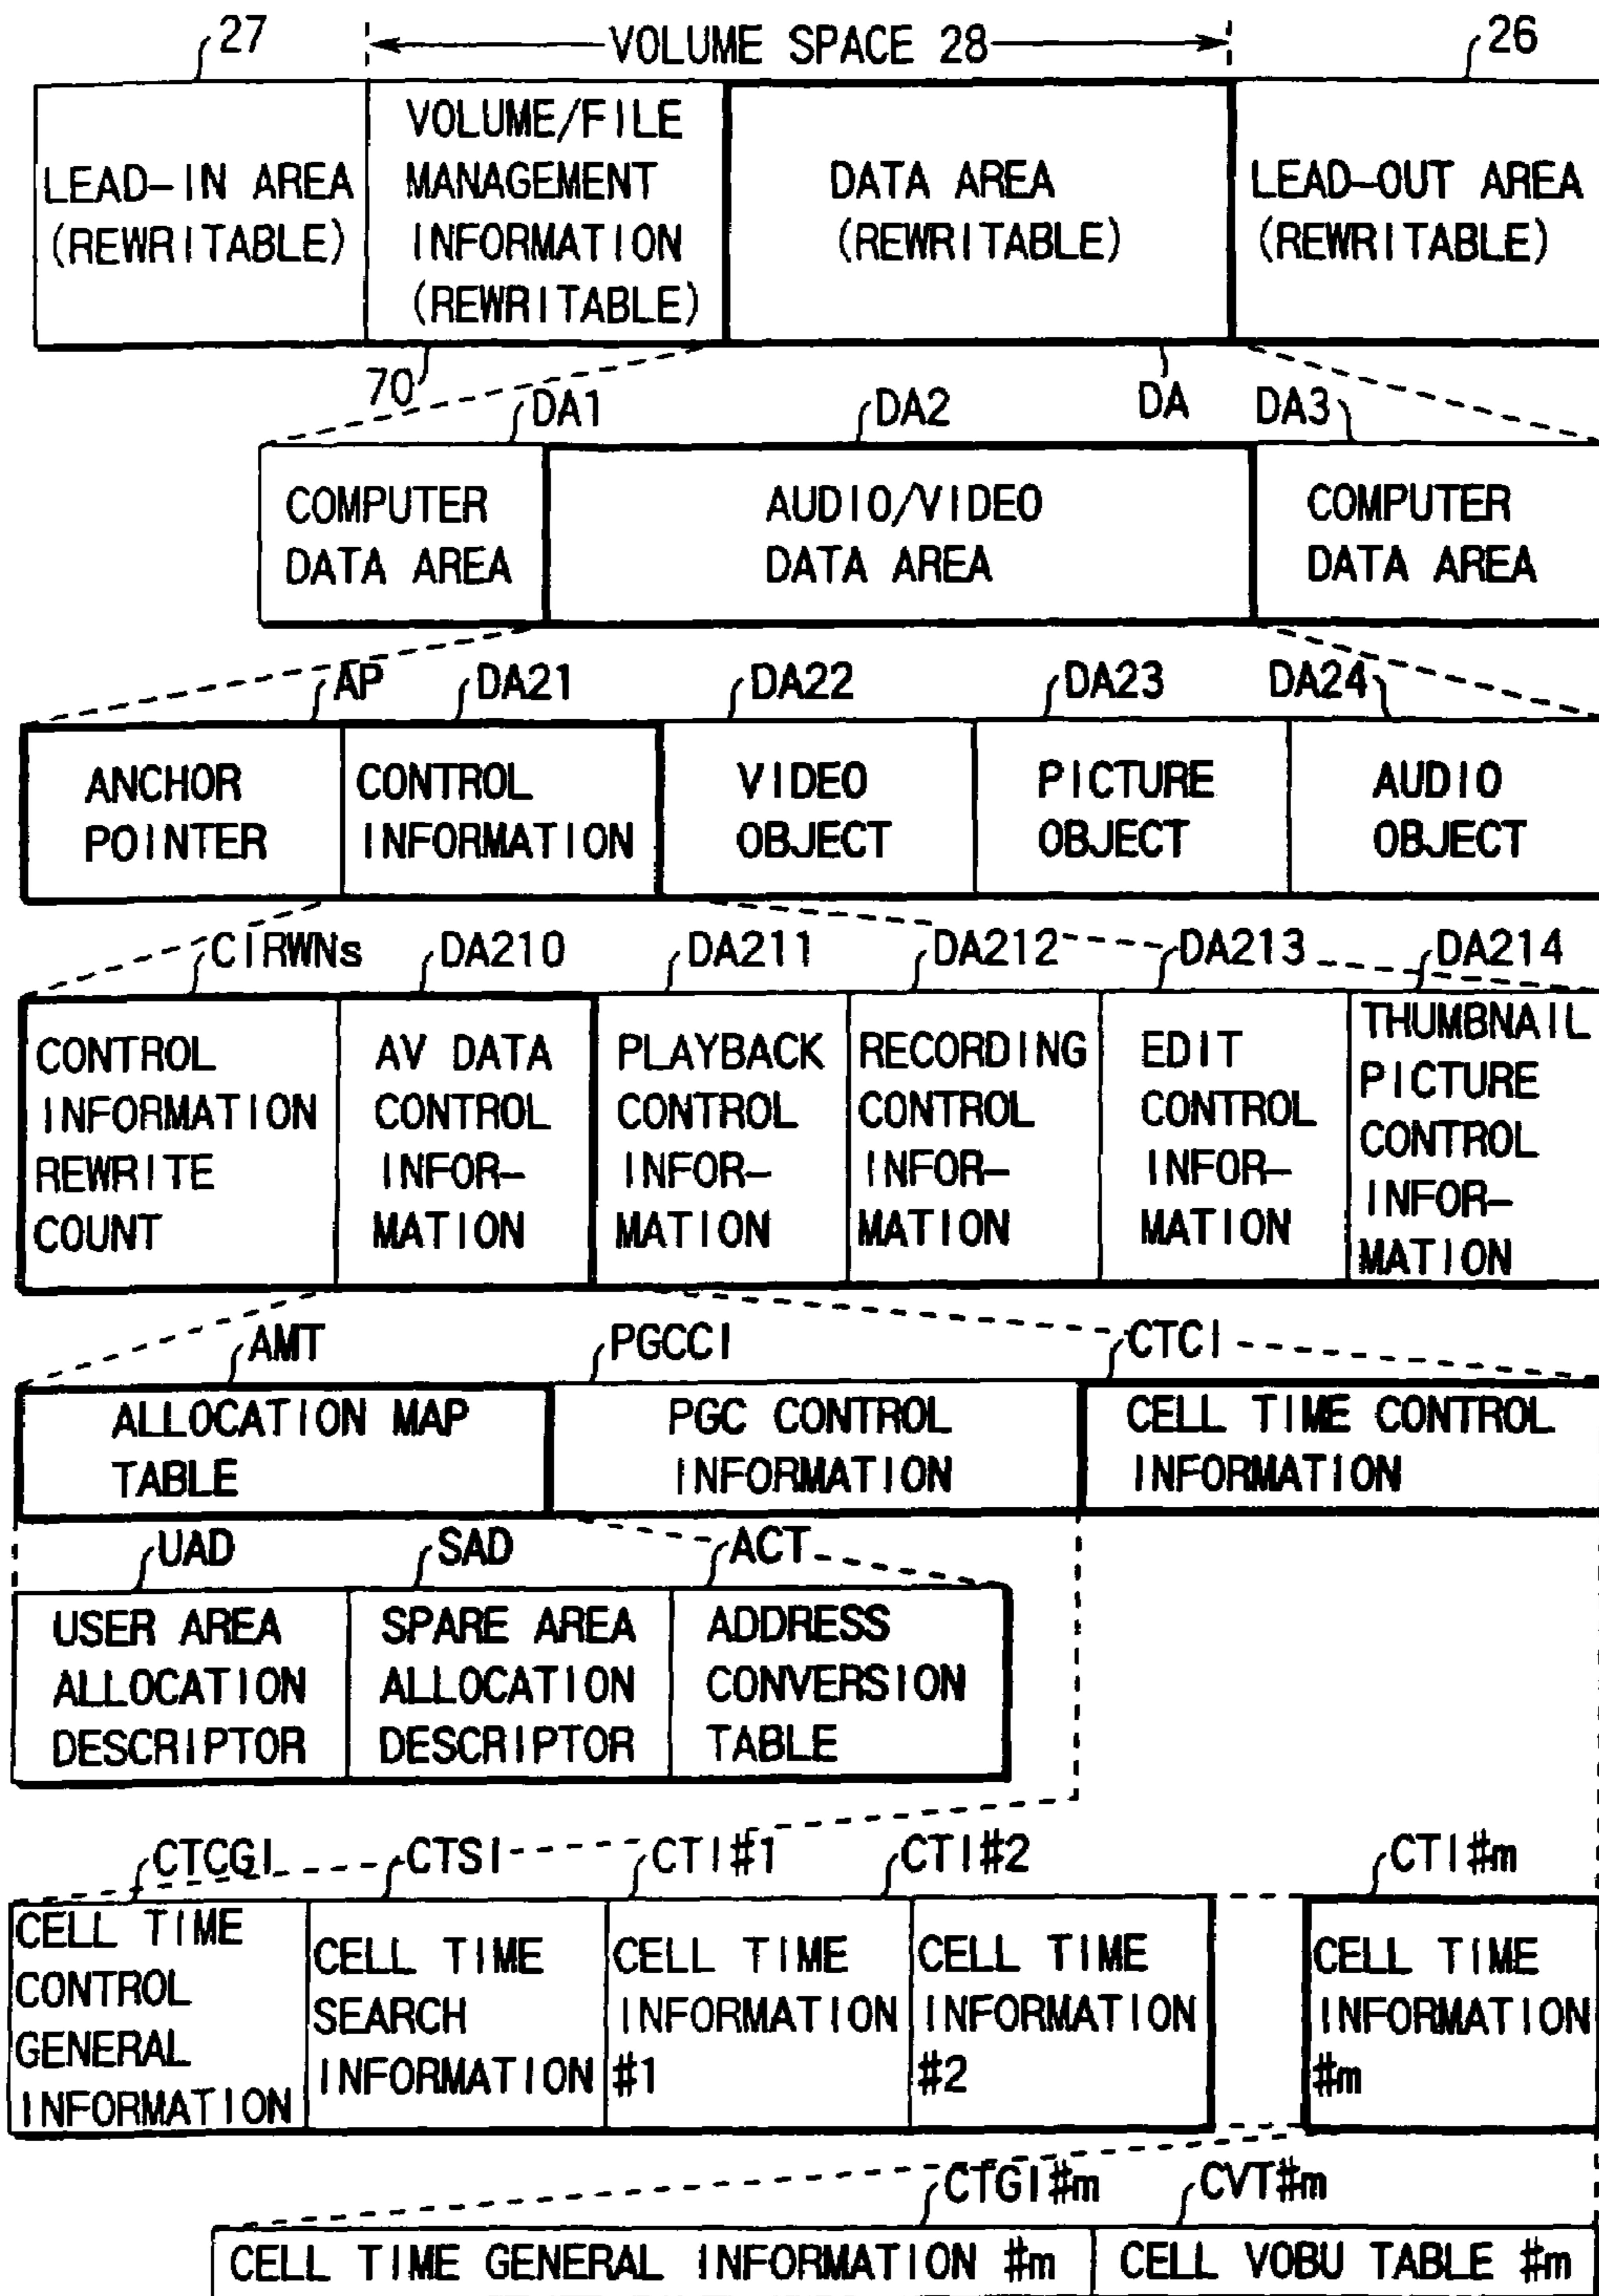 27
VOLUME SPACE 28
26
LEAD-IN AREA
(REWRITABLE)
VOLUME/FILE
MANAGEMENT
INFORMATION
(REWRITABLE)
DATA AREA
(REWRITABLE)
LEAD-OUT AREA
(REWRITABLE)
70
DA
DA1
DA2
DA3
COMPUTER
DATA AREA
AUDIO/VIDEO
DATA AREA
COMPUTER
DATA AREA
AP
DA21
DA22
DA23
DA24
ANCHOR
POINTER
CONTROL
INFORMATION
VIDEO
OBJECT
PICTURE
OBJECT
AUDIO
OBJECT
CIRWNs
DA210
DA211
DA212
DA213
DA214
CONTROL
INFORMATION
REWRITE
COUNT
AV DATA
CONTROL
INFOR-
MATION
PLAYBACK
CONTROL
INFOR-
MATION
RECORDING
CONTROL
INFOR-
MATION
EDIT
CONTROL
INFOR-
MATION
THUMBNAIL
PICTURE
CONTROL
INFOR-
MATION
AMT
PGCCI
CTCI
ALLOCATION MAP
TABLE
PGC CONTROL
INFORMATION
CELL TIME CONTROL
INFORMATION
UAD
SAD
ACT
USER AREA
ALLOCATION
DESCRIPTOR
SPARE AREA
ALLOCATION
DESCRIPTOR
ADDRESS
CONVERSION
TABLE
CTCGI
CTSI
CTI#1
CTI#2
CTI#m
CELL TIME
CONTROL
GENERAL
INFORMATION
CELL TIME
SEARCH
INFORMATION
CELL TIME
INFORMATION
#1
CELL TIME
INFORMATION
#2
CELL TIME
INFORMATION
#m
CTGI#m
CVT#m
CELL TIME GENERAL INFORMATION #m
CELL VOBU TABLE #m